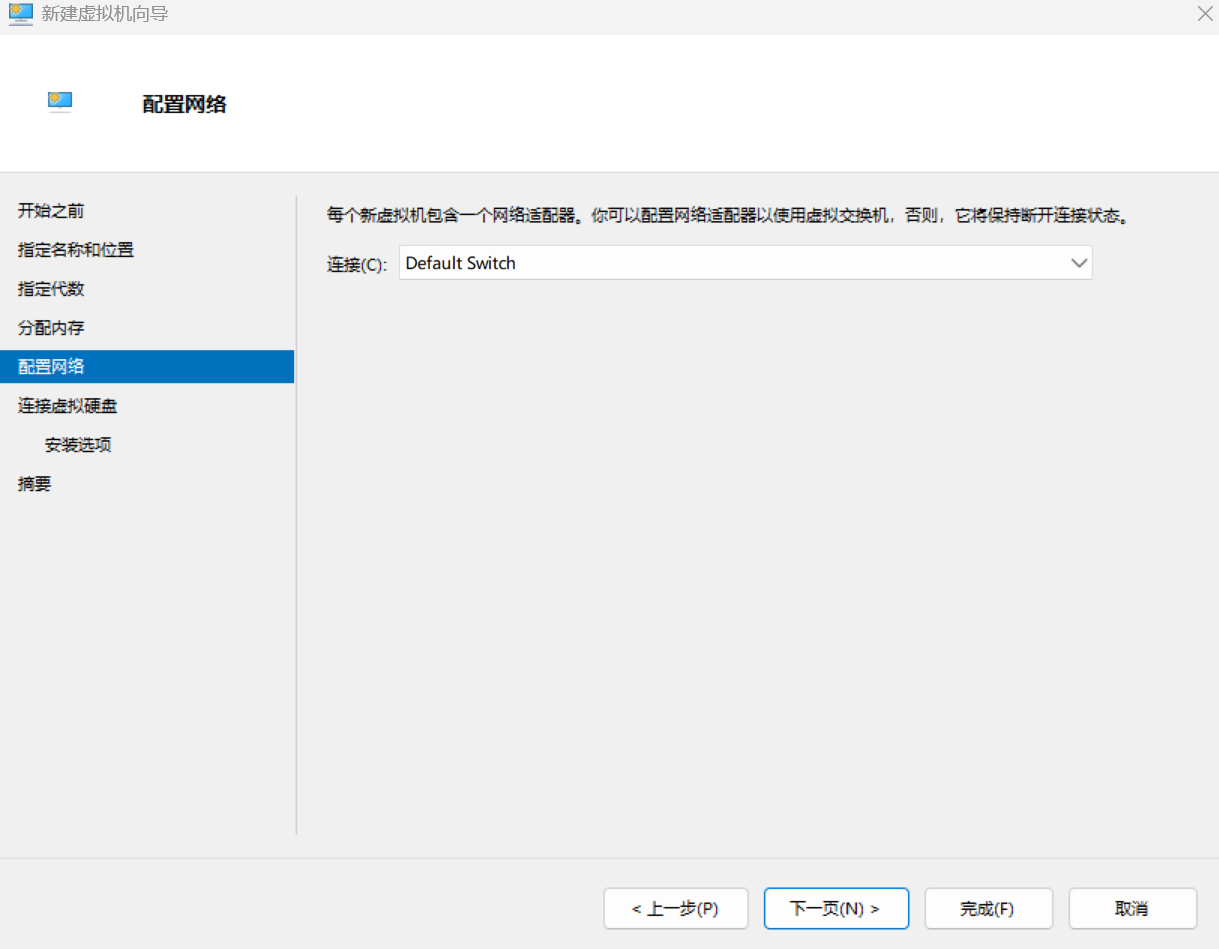 新建虚拟机向导
配置网络
开始之前
指定名称和位置
指定代数
分配内存
配置网络
连接虚拟硬盘
安装选项
摘要
每个新虚拟机包含一个网络适配器。你可以配置网络适配器以使用虚拟交换机，否则，它将保持断开连接状态。
连接(C): Default Switch
< 上一步(P) 下一页(N) > 完成(F) 取消